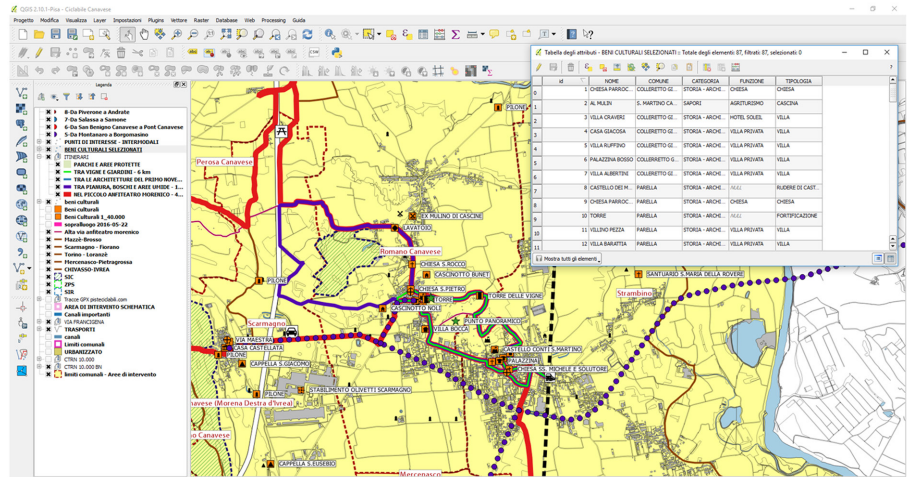 QGIS 2.10.1-Pisa - Ciclabile Canavese
Progetto Modifica Visualizza Layer Impostazioni Plugins Vettore Raster Database Web Processing Guida
Legenda
8-Da Piverone a Andrate
7-Da Salussa a Samone
6-Da San Benigno Canavese a Pont Canavese
5-Da Montanaro a Borgomasino
PUNTI DI INTERESSE - INTERMODALI
BENI CULTURALI SELEZIONATI
ITINERARI
PARCHI E AREE PROTETTE
TRA VIGNE E GIARDINI - 6 km
TRA LE ARCHITETTURE DEL PRIMO NOVE...
TRA PIANURA, BOSCHI E AREE UMIDE - 1...
NEL PICCOLO ANFITEATRO MORENICO - 4...
beni culturali
Beni culturali
Beni culturali 1_40.000
sopralluogo 2016-05-22
Alta via anfiteatro morenico
Mazzè-Brosso
Scarmagno - Fiorano
Torino - Loranzè
Mercenasco-Pietragrossa
CHIVASSO-IVREA
SIC
ZPS
SIR
Tracce GPX piste ciclabili.com
AREA DI INTERVENTO SCHEMATICA
Canali importanti
VIA FRANCIGENA
TRASPORTI
canali
Limiti comunali
URBANIZZATO
CTRN 10.000
CTRN 10.000 BN
limiti comunali - Aree di intervento
Tabella degli attributi - BENI CULTURALI SELEZIONATI :: Totale degli elementi: 87, filtrati: 87, selezionati 0
id NOME COMUNE CATEGORIA FUNZIONE TIPOLOGIA
0 1 CHIESA PARROC... COLLERETTO GI... STORIA - ARCHI... CHIESA CHIESA
1 2 AL MULIN S. MARTINO CA... SAPORI AGRITURISMO CASCINA
2 3 VILLA CRAVERI COLLERETTO GI... STORIA - ARCHI... HOTEL SOLEIL VILLA
3 4 CASA GIACOSA COLLERETTO GI... STORIA - ARCHI... VILLA PRIVATA VILLA
4 5 VILLA RUFFINO COLLERETTO GI... STORIA - ARCHI... VILLA PRIVATA VILLA
5 6 PALAZZINA BOSSO COLLERRETTO G... STORIA - ARCHI... VILLA PRIVATA VILLA
6 7 VILLA ALBERTINI COLLERETTO GI... STORIA - ARCHI... VILLA PRIVATA VILLA
7 8 CASTELLO DEI M... PARELLA STORIA - ARCHI... NULL RUDERE DI CAST...
8 9 CHIESA PARROC... PARELLA STORIA - ARCHI... CHIESA CHIESA
9 10 TORRE PARELLA STORIA - ARCHI... NULL FORTIFICAZIONE
10 11 VILLINO PEZZA PARELLA STORIA - ARCHI... VILLA PRIVATA VILLA
11 12 VILLA BARATTIA PARELLA STORIA - ARCHI... VILLA PRIVATA VILLA
Mostra tutti gli elementi
PILONE
Perosa Canavese
EX MULINO DI CASCINE
LAVATOIO
Romano Canavese
CHIESA S.ROCCO
CASCINOTTO BUNET
SANTUARIO S.MARIA DELLA ROVERE
PILONE
CHIESA S.PIETRO
TORRE
TORRE DELLE VIGNE
Strambino
CASCINOTTO NOLI
PUNTO PANORAMICO
Scarmagno
VILLA BOCCA
VIA MAESTRA
CASA CASTELLATA
PILONE
CASTELLO CONTI S.MARTINO
PALAZZINA
CAPPELLA S.GIACOMO
CHIESA SS. MICHELE E SOLUTORE
STABILIMENTO OLIVETTI SCARMAGNO
PILONE
navese (Morena Destra d'Ivrea)
no Canavese
CAPPELLA S.EUSEBIO
Mercenasco